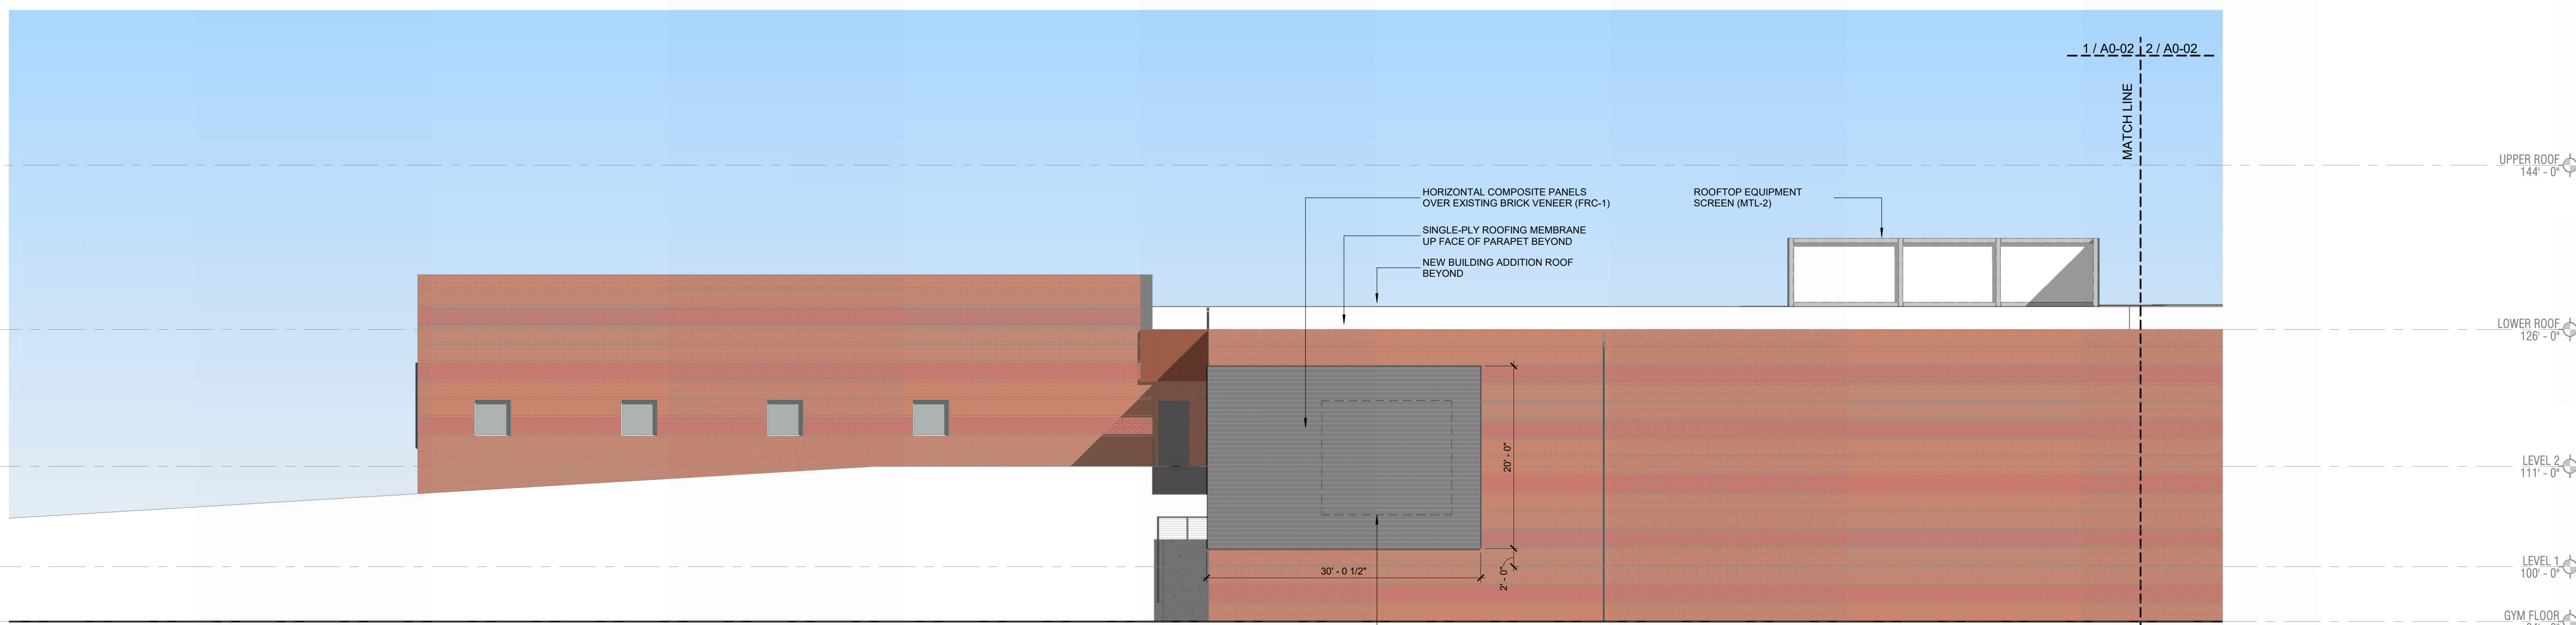 1 / A0-02 2 / A0-02
MATCH LINE
UPPER ROOF
144' - 0"
HORIZONTAL COMPOSITE PANELS
OVER EXISTING BRICK VENEER (FRC-1)
ROOFTOP EQUIPMENT
SCREEN (MTL-2)
SINGLE-PLY ROOFING MEMBRANE
UP FACE OF PARAPET BEYOND
NEW BUILDING ADDITION ROOF
BEYOND
LOWER ROOF
126' - 0"
20' - 0"
LEVEL 2
111' - 0"
30' - 0 1/2"
2' - 0"
LEVEL 1
100' - 0"
GYM FLOOR